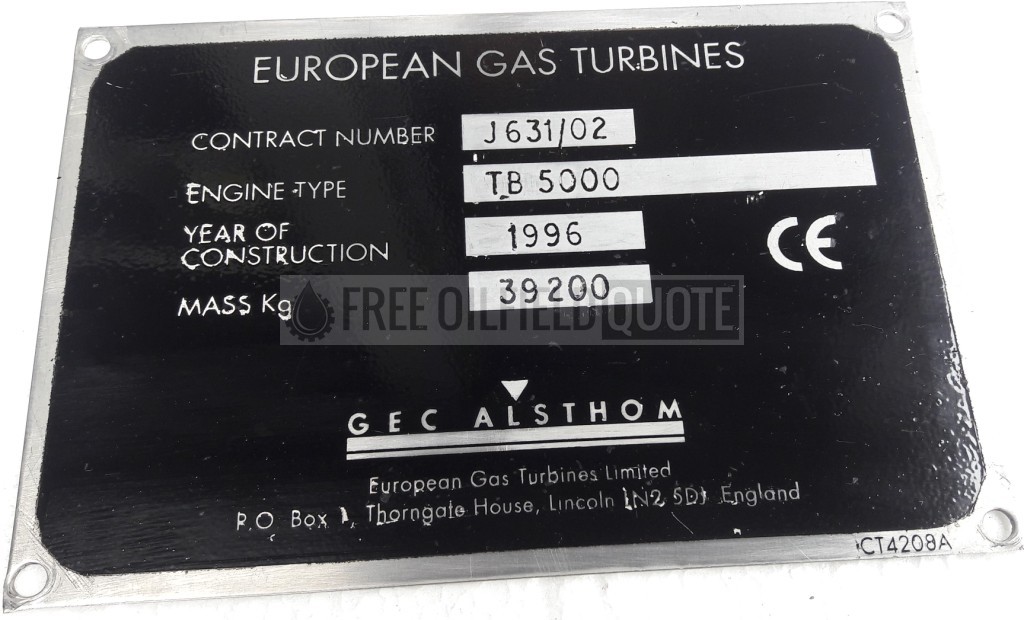 EUROPEAN GAS TURBINES
CONTRACT NUMBER J631/02
ENGINE TYPE TB 5000
YEAR OF
CONSTRUCTION 1996
MASS Kg 39200
CE
FREE OILFIELD QUOTE
GEC ALSTHOM
European Gas Turbines Limited
P.O. Box 1, Thorngate House, Lincoln LN2 5DJ England
CT4208A